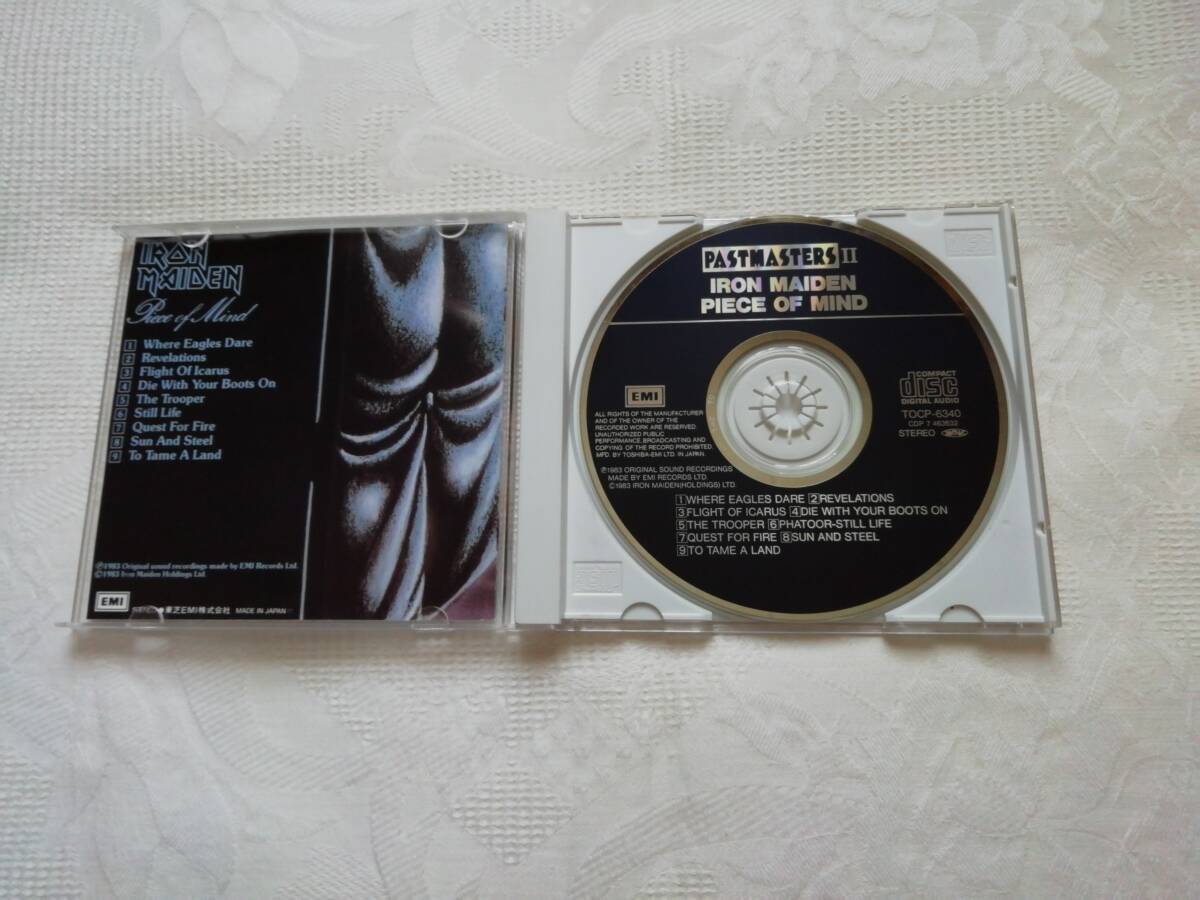 IRON
MAIDEN
Piece of Mind
1 Where Eagles Dare
2 Revelations
3 Flight Of Icarus
4 Die With Your Boots On
5 The Trooper
6 Still Life
7 Quest For Fire
8 Sun And Steel
9 To Tame A Land
Ⓟ1983 Original sound recordings made by EMI Records Ltd.
Ⓒ1983 Iron Maiden Holdings Ltd.
EMI ●東芝EMI株式会社 MADE IN JAPAN
PASTMASTERS II
IRON MAIDEN
PIECE OF MIND
EMI
ALL RIGHTS OF THE MANUFACTURER
AND OF THE OWNER OF THE
RECORDED WORK ARE RESERVED.
UNAUTHORIZED PUBLIC
PERFORMANCE, BROADCASTING AND
COPYING OF THE RECORD PROHIBITED.
MFD. BY TOSHIBA-EMI LTD. IN JAPAN.
Ⓟ1983 ORIGINAL SOUND RECORDINGS
MADE BY EMI RECORDS LTD.
Ⓒ1983 IRON MAIDEN(HOLDINGS) LTD.
COMPACT
disc
DIGITAL AUDIO
TOCP-6340
CDP 7 463632
STEREO
1 WHERE EAGLES DARE 2 REVELATIONS
3 FLIGHT OF ICARUS 4 DIE WITH YOUR BOOTS ON
5 THE TROOPER 6 PHATOOR-STILL LIFE
7 QUEST FOR FIRE 8 SUN AND STEEL
9 TO TAME A LAND